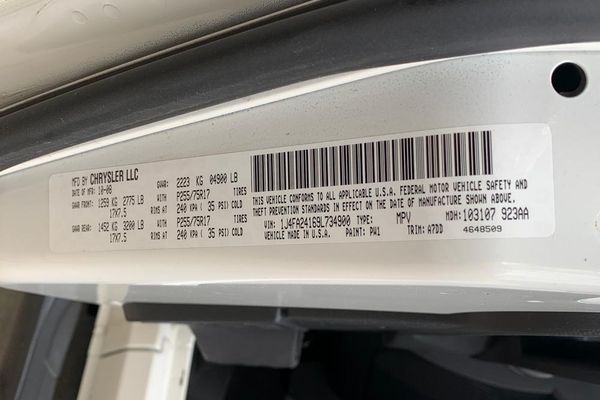 MFD BY CHRYSLER LLC
DATE OF MFR 10-08 GVWR: 2223 KG 04900 LB
GAWR FRONT: 1259 KG 2775 LB WITH P255/75R17 TIRES
17X7.5 RIMS AT 240 KPA ( 35 PSI) COLD
GAWR REAR: 1452 KG 3200 LB WITH P255/75R17 TIRES
17X7.5 RIMS AT 240 KPA ( 35 PSI) COLD
THIS VEHICLE CONFORMS TO ALL APPLICABLE U.S.A. FEDERAL MOTOR VEHICLE SAFETY AND
THEFT PREVENTION STANDARDS IN EFFECT ON THE DATE OF MANUFACTURE SHOWN ABOVE.
VIN: 1J4FA24169L734900 TYPE: MPV MDH: 103107 923AA
VEHICLE MADE IN U.S.A. PAINT: PW1 TRIM: A7DD 4648509